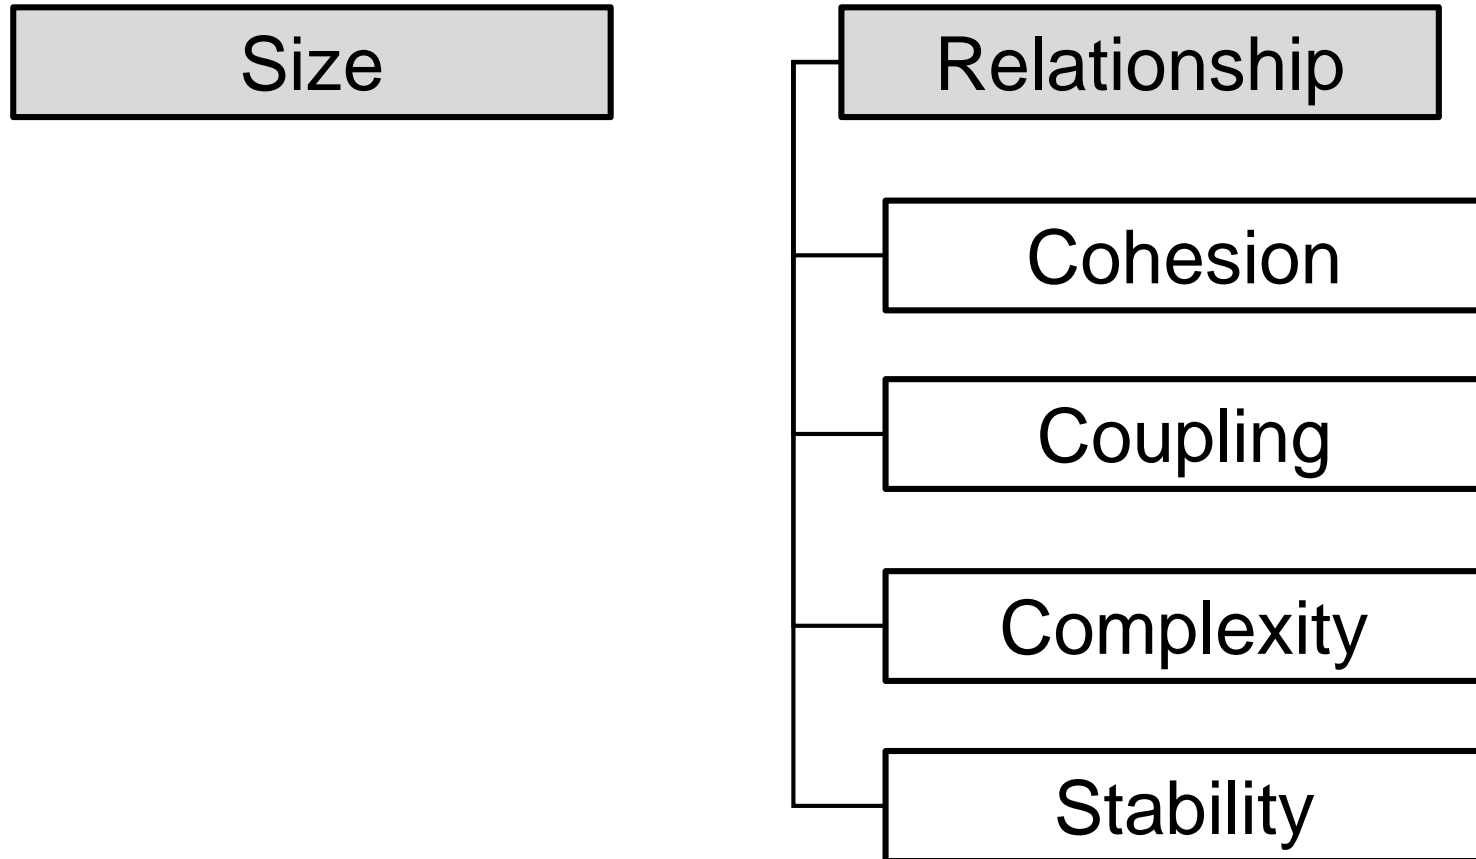 Size
Relationship
Cohesion
Coupling
Complexity
Stability